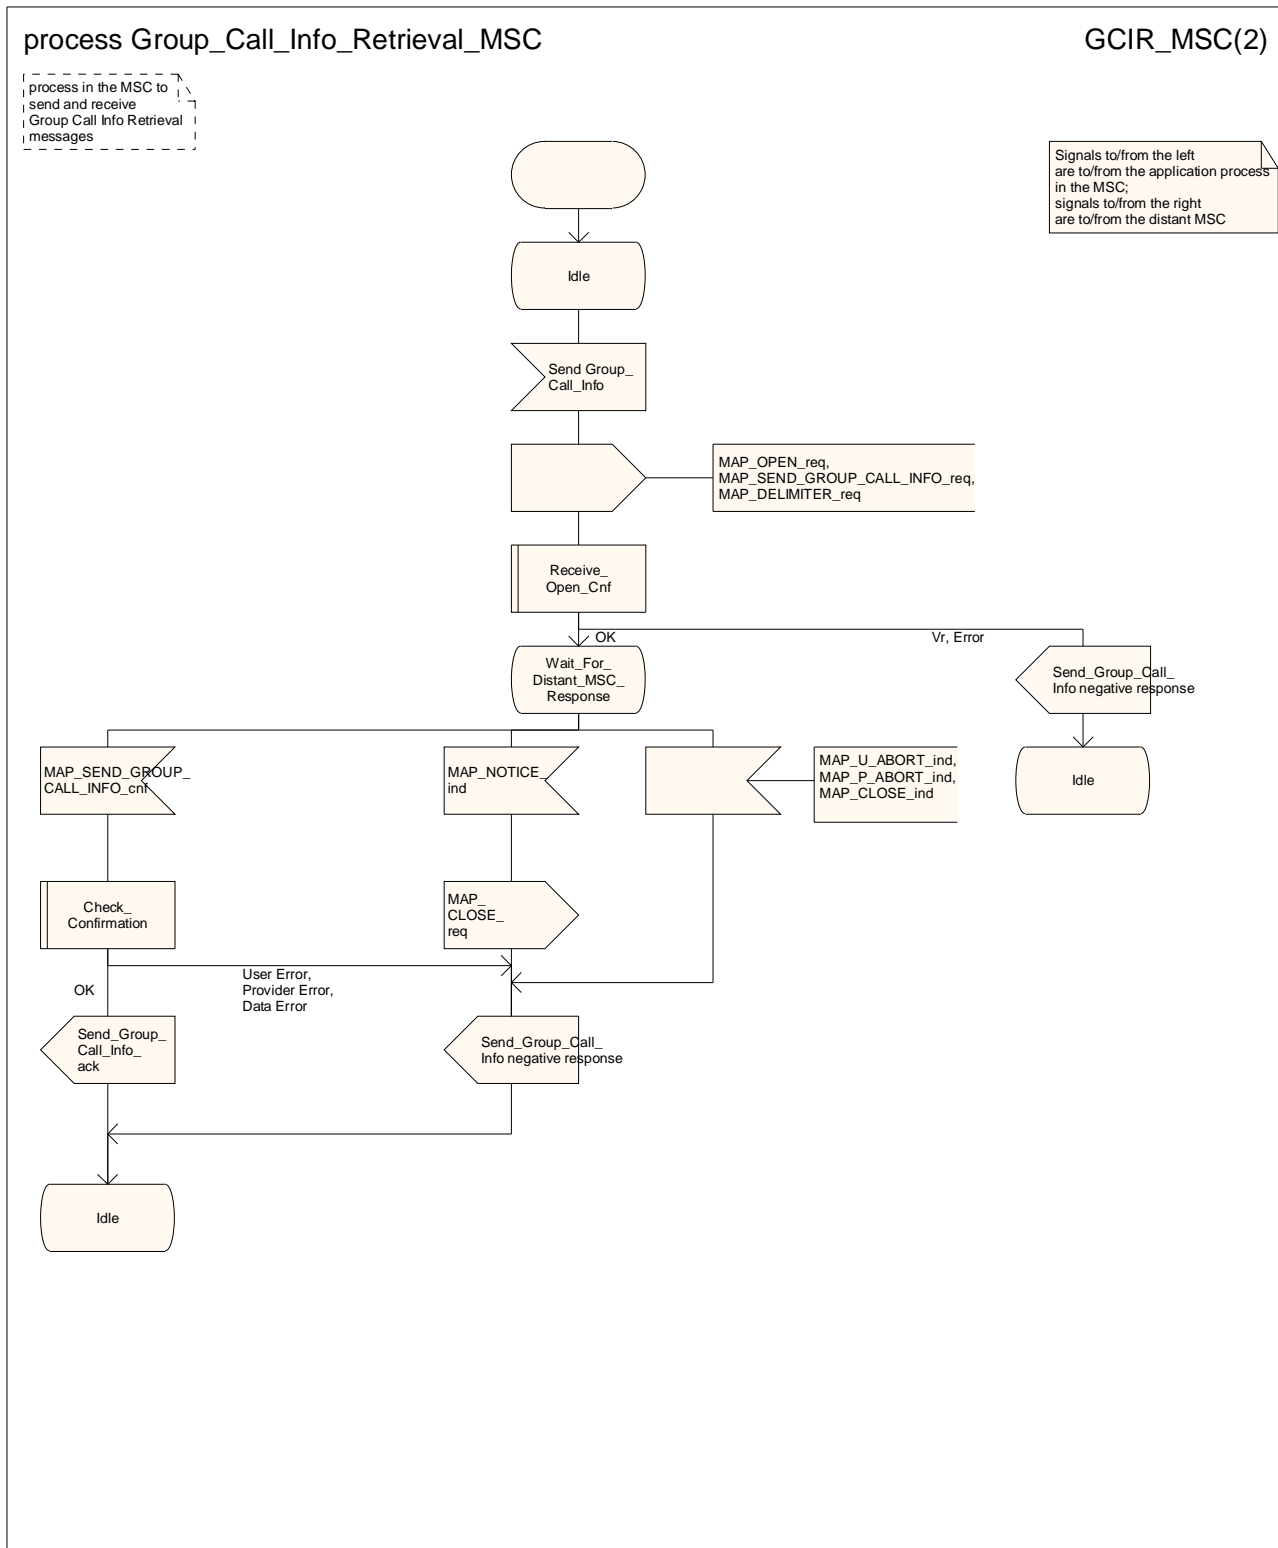 process Group_Call_Info_Retrieval_MSC
GCIR_MSC(2)
process in the MSC to
send and receive
Group Call Info Retrieval
messages
Signals to/from the left
are to/from the application process
in the MSC;
signals to/from the right
are to/from the distant MSC
Idle
Send Group_
Call_Info
MAP_OPEN_req,
MAP_SEND_GROUP_CALL_INFO_req,
MAP_DELIMITER_req
Receive_
Open_Cnf
OK
Vr, Error
Wait_For_
Distant_MSC_
Response
Send_Group_Call_
Info negative response
MAP_SEND_GROUP_
CALL_INFO_cnf
MAP_NOTICE_
ind
MAP_U_ABORT_ind,
MAP_P_ABORT_ind,
MAP_CLOSE_ind
Idle
Check_
Confirmation
MAP_
CLOSE_
req
User Error,
Provider Error,
Data Error
OK
Send_Group_
Call_Info_
ack
Send_Group_Call_
Info negative response
Idle